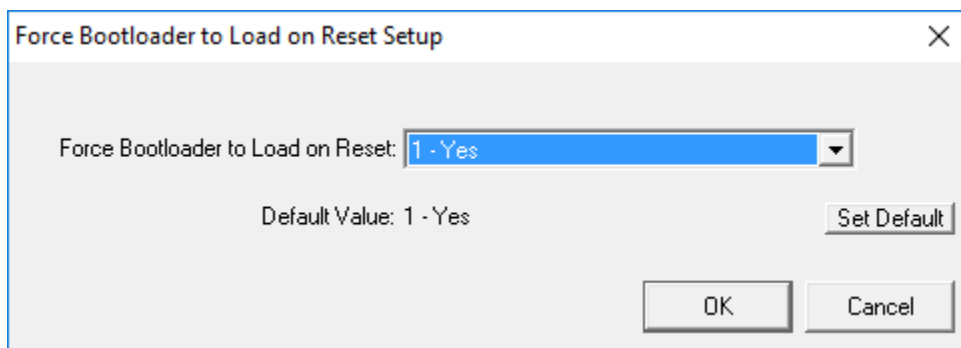 Force Bootloader to Load on Reset Setup
Force Bootloader to Load on Reset: 1 - Yes
Default Value: 1 - Yes Set Default
OK Cancel